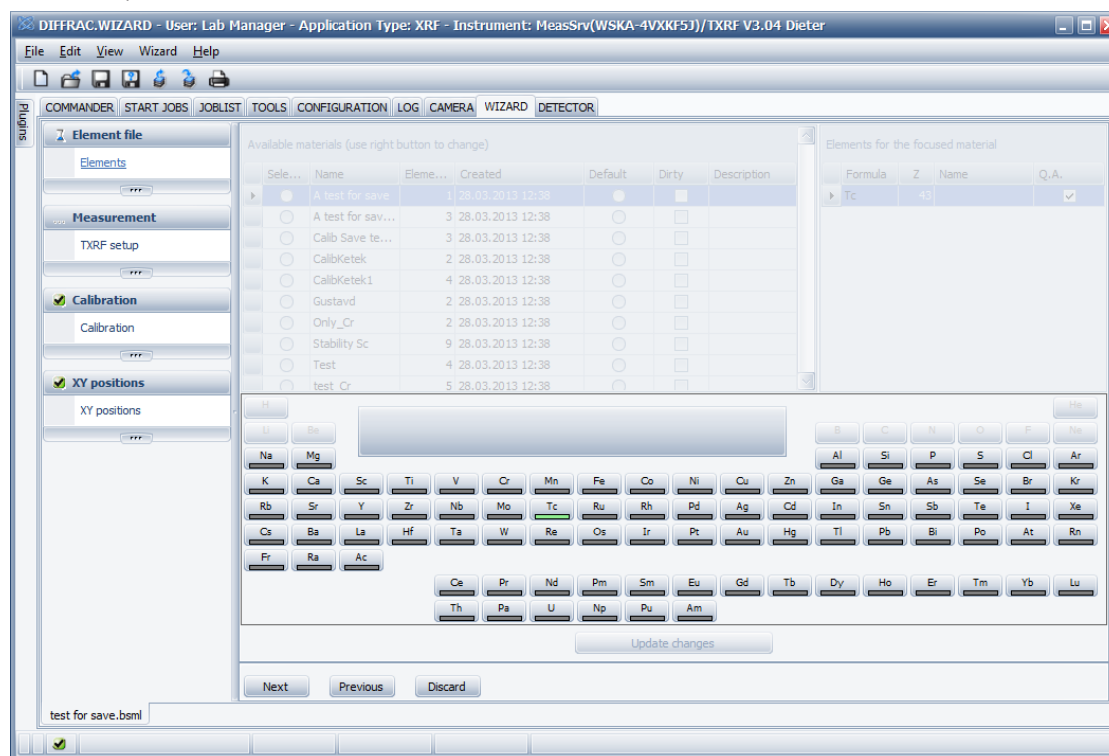 DIFFRAC.WIZARD - User: Lab Manager - Application Type: XRF - Instrument: MeasSrv(WSKA-4VXKF5J)/TXRF V3.04 Dieter
File Edit View Wizard Help
Plugins
COMMANDER START JOBS JOBLIST TOOLS CONFIGURATION LOG CAMERA WIZARD DETECTOR
Element file
Elements
Measurement
TXRF setup
Calibration
Calibration
XY positions
XY positions
Available materials (use right button to change)
Sele... Name Eleme... Created Default Dirty Description
A test for save 1 28.03.2013 12:38
A test for sav... 3 28.03.2013 12:38
Calib Save te... 3 28.03.2013 12:38
CalibKetek 2 28.03.2013 12:38
CalibKetek1 4 28.03.2013 12:38
Gustavd 2 28.03.2013 12:38
Only_Cr 2 28.03.2013 12:38
Stability Sc 9 28.03.2013 12:38
Test 4 28.03.2013 12:38
test_Cr 5 28.03.2013 12:38
Elements for the focused material
Formula Z Name Q.A.
Tc 43
H He
Be B C N O F Ne
Na Mg Al Si P S Cl Ar
K Ca Sc Ti V Cr Mn Fe Co Ni Cu Zn Ga Ge As Se Br Kr
Rb Sr Y Zr Nb Mo Tc Ru Rh Pd Ag Cd In Sn Sb Te I Xe
Cs Ba La Hf Ta W Re Os Ir Pt Au Hg Tl Pb Bi Po At Rn
Fr Ra Ac
Ce Pr Nd Pm Sm Eu Gd Tb Dy Ho Er Tm Yb Lu
Th Pa U Np Pu Am
Update changes
Next Previous Discard
test for save.bsml